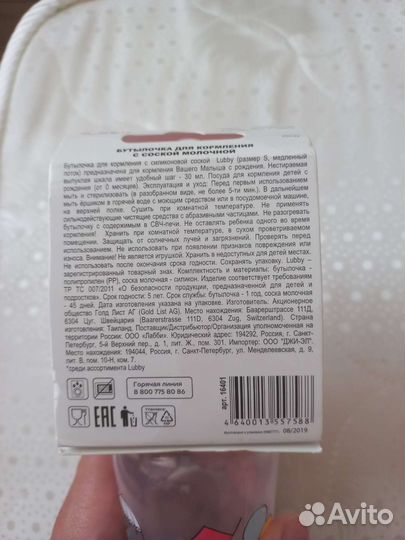 БУТЫЛОЧКА ДЛЯ КОРМЛЕНИЯ
С СОСКОЙ МОЛОЧНОЙ
Бутылочка для кормления с силиконовой соской Lubby (размер S, медленный
поток) предназначена для кормления Вашего Малыша с рождения. Нестираемая
выпуклая шкала имеет удобный шаг - 30 мл. Посуда для кормления детей с
рождения (от 0 месяцев). Эксплуатация и уход: Перед первым использованием
мыть и стерилизовать (в разобранном виде, не более 5-ти мин.). В дальнейшем
мыть ёршиком в горячей воде с моющим средством или в посудомоечной машине,
на верхней полке. Сушить при комнатной температуре. Не применять
сильнодействующие чистящие средства с абразивными частицами. Не разогревать
бутылочку с содержимым в СВЧ-печи. Не оставлять ребенка одного во время
кормления! Хранить при комнатной температуре, в сухом проветриваемом
помещении. Защищать от солнечных лучей и загрязнений. Проверять перед
использованием. Не использовать при появлении признаков повреждения или
износа. Внимание! Не является игрушкой. Хранить в недоступных для детей местах.
Не использовать после окончания срока годности. Сохранять упаковку. Lubby –
зарегистрированный товарный знак. Комплектность и материалы: бутылочка -
полипропилен (PP), соска молочная - силикон. Изделие соответствует требованиям
ТР ТС 007/2011 «О безопасности продукции, предназначенной для детей и
подростков». Срок годности: 5 лет. Срок службы: бутылочка - 1 год, соска молочная
- 45 дней. Дата изготовления указана на упаковке. Изготовитель: Акционерное
общество Голд Лист АГ (Gold List AG). Место нахождения: Бааерштрассе 111Д,
6304 Цуг, Швейцария (Baarerstrasse 111D, 6304 Zug, Switzerland). Страна
изготовления: Таиланд. Поставщик/Дистрибьютор/Организация уполномоченная на
территории России: ООО «Лабби». Юридический адрес: 194292, Россия, г. Санкт-
Петербург, 5-й Верхний пер., д. 1, лит. Ж., пом. 301. Импортер: ООО "ДЖИ-ЭЛ".
Место нахождения: 194044, Россия, г. Санкт-Петербург, ул. Менделеевская, д. 9,
лит. В, пом. 10-Н, ком. 7.
*среди ассортимента Lubby
Горячая линия
8 800 775 80 86
EAC
упаковка
арт. 16401
4 640013 557588
08/2019
Avito